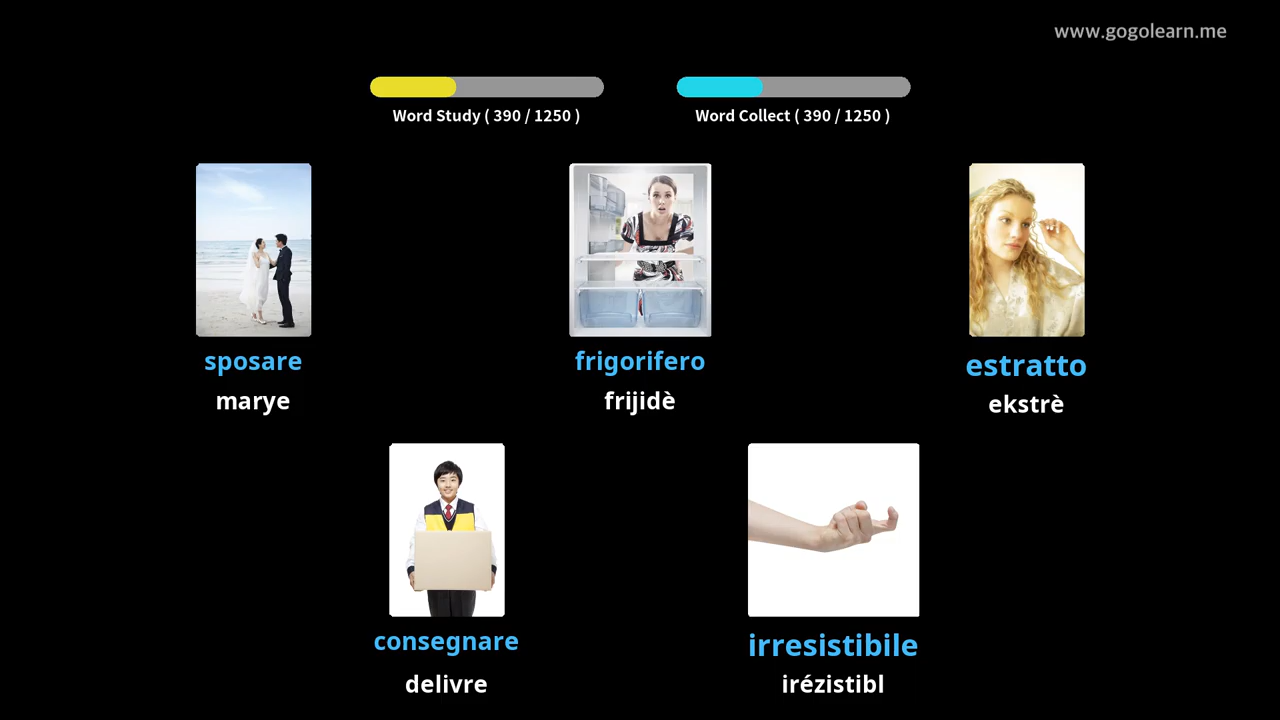 www.gogolearn.me
Word Study ( 390 / 1250 )
Word Collect ( 390 / 1250 )
sposare
marye
frigorifero
frijidè
estratto
ekstrè
consegnare
delivre
irresistibile
irézistibl